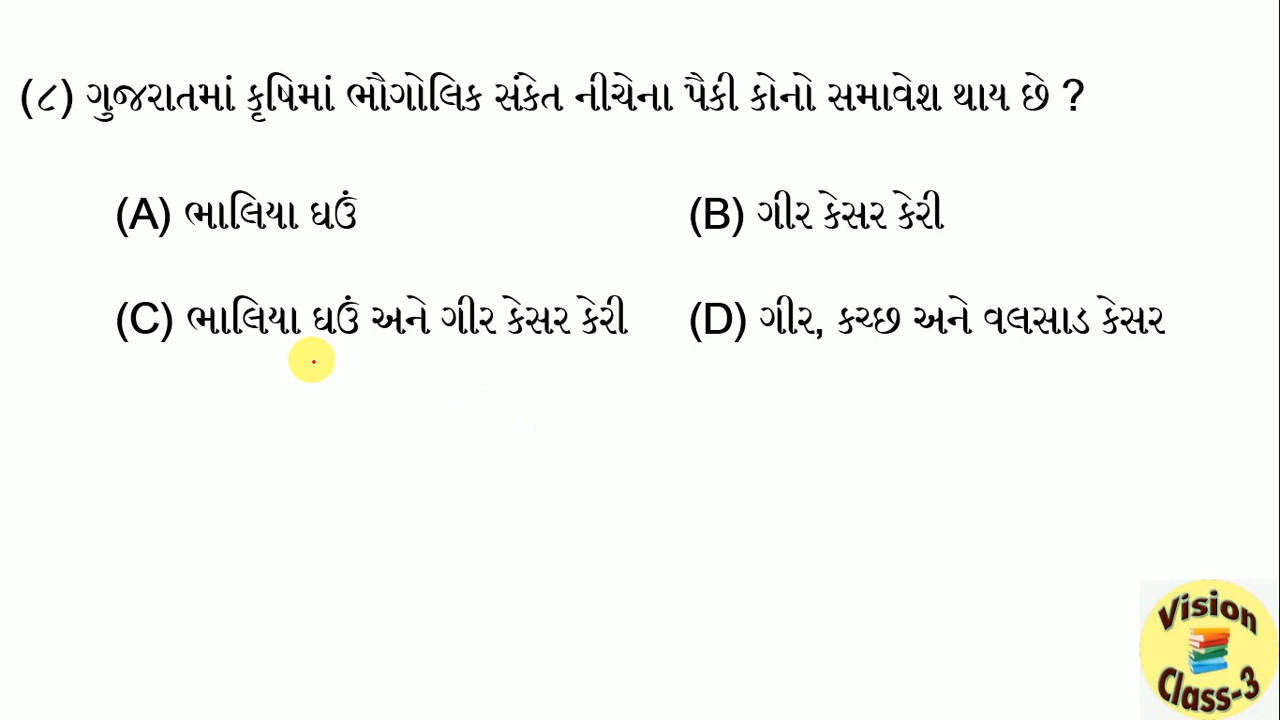 (૮) ગુજરાતમાં કૃષિમાં ભૌગોલિક સંકેત નીચેના પૈકી કોનો સમાવેશ થાય છે ?
(A) ભાલિયા ઘઉં (B) ગીર કેસર કેરી
(C) ભાલિયા ઘઉં અને ગીર કેસર કેરી (D) ગીર, કચ્છ અને વલસાડ કેસર
Vision
Class-3